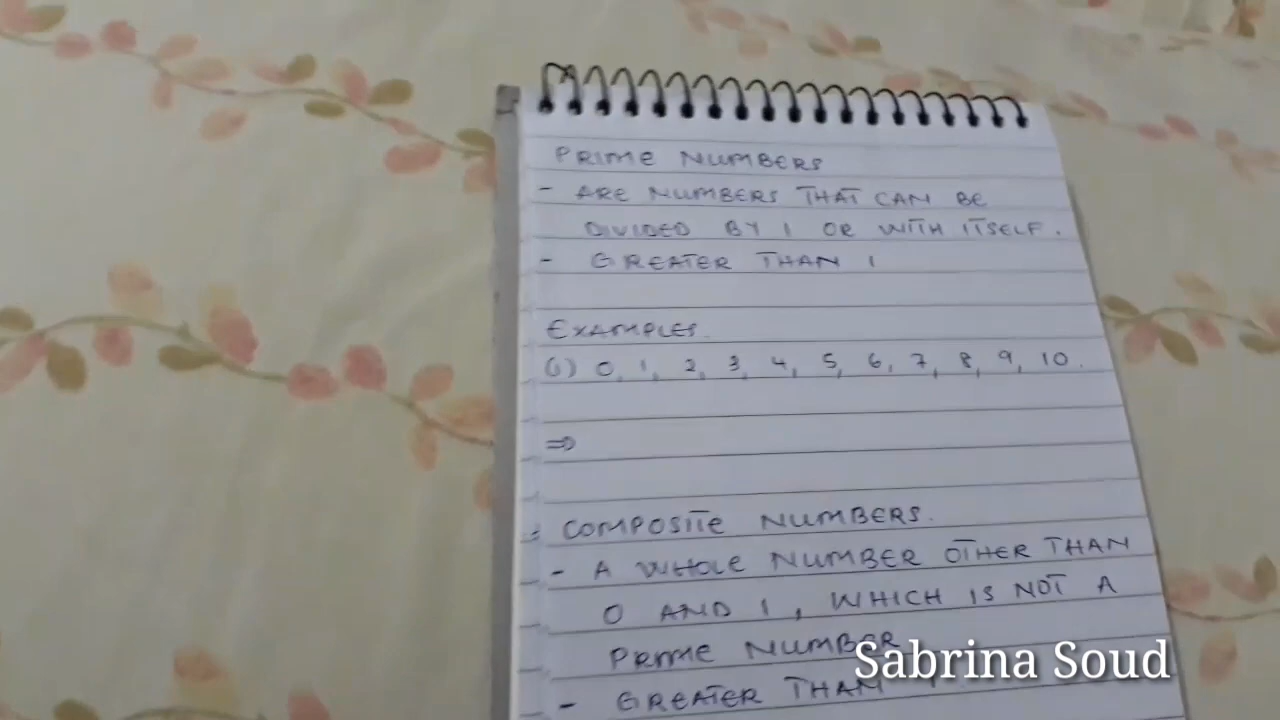 PRIME NUMBERS
- ARE NUMBERS THAT CAN BE
DIVIDED BY 1 OR WITH ITSELF.
- GREATER THAN 1
EXAMPLES.
(i) 0, 1, 2, 3, 4, 5, 6, 7, 8, 9, 10.
⇒
COMPOSITE NUMBERS.
- A WHOLE NUMBER OTHER THAN
0 AND 1, WHICH IS NOT A
PRIME NUMBER
- GREATER THAN
Sabrina Soud